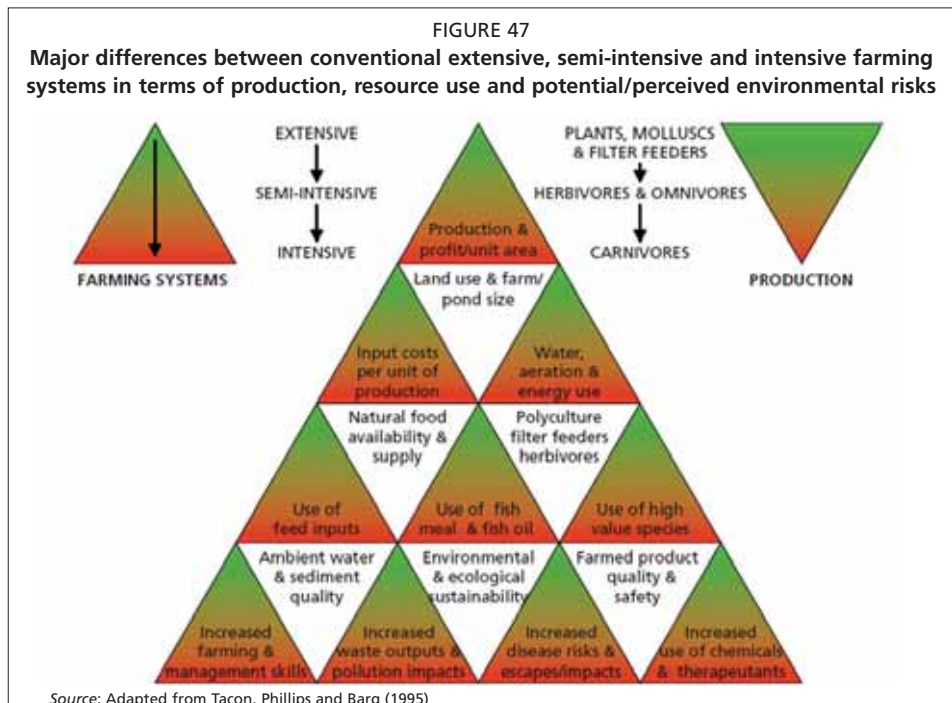 FIGURE 47
Major differences between conventional extensive, semi-intensive and intensive farming
systems in terms of production, resource use and potential/perceived environmental risks
EXTENSIVE
SEMI-INTENSIVE
INTENSIVE
FARMING SYSTEMS
PLANTS, MOLLUSCS
& FILTER FEEDERS
HERBIVORES & OMNIVORES
CARNIVORES
PRODUCTION
Production &
profit/unit area
Land use & farm/
pond size
Input costs
per unit of
production
Water,
aeration &
energy use
Natural food
availability &
supply
Polyculture
filter feeders
herbivores
Use of
feed inputs
Use of fish
meal & fish oil
Use of high
value species
Ambient water
& sediment
quality
Environmental
& ecological
sustainability
Farmed product
quality &
safety
Increased
farming &
management skills
Increased
waste outputs &
pollution impacts
Increased
disease risks &
escapes/impacts
Increased
use of chemicals
& therapeutants
Source: Adapted from Tacon, Phillips and Barg (1995)